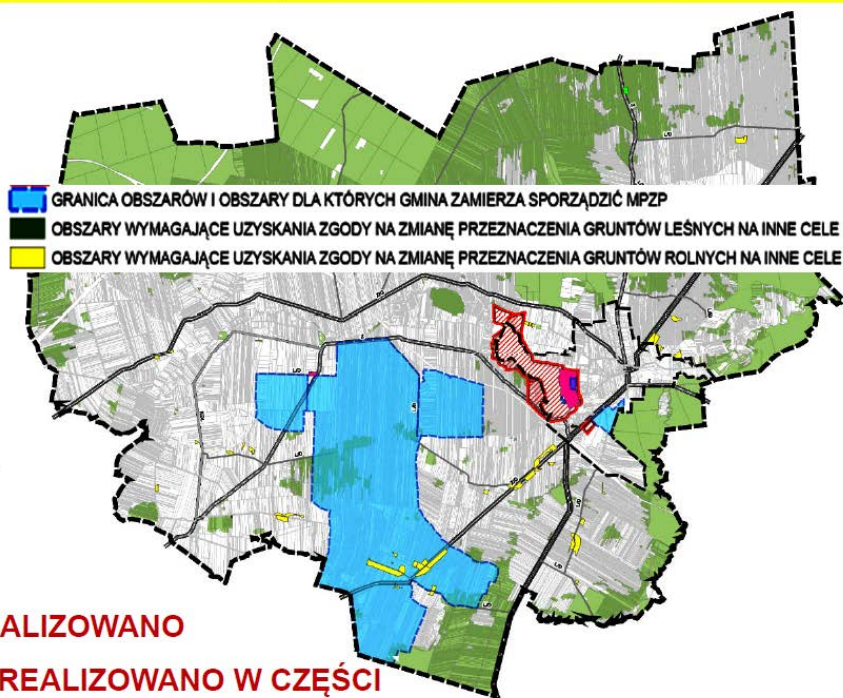 GRANICA OBSZARÓW I OBSZARY DLA KTÓRYCH GMINA ZAMIERZA SPORZĄDZIĆ MPZP
OBSZARY WYMAGAJĄCE UZYSKANIA ZGODY NA ZMIANĘ PRZEZNACZENIA GRUNTÓW LEŚNYCH NA INNE CELE
OBSZARY WYMAGAJĄCE UZYSKANIA ZGODY NA ZMIANĘ PRZEZNACZENIA GRUNTÓW ROLNYCH NA INNE CELE
ALIZOWANO
REALIZOWANO W CZĘŚCI